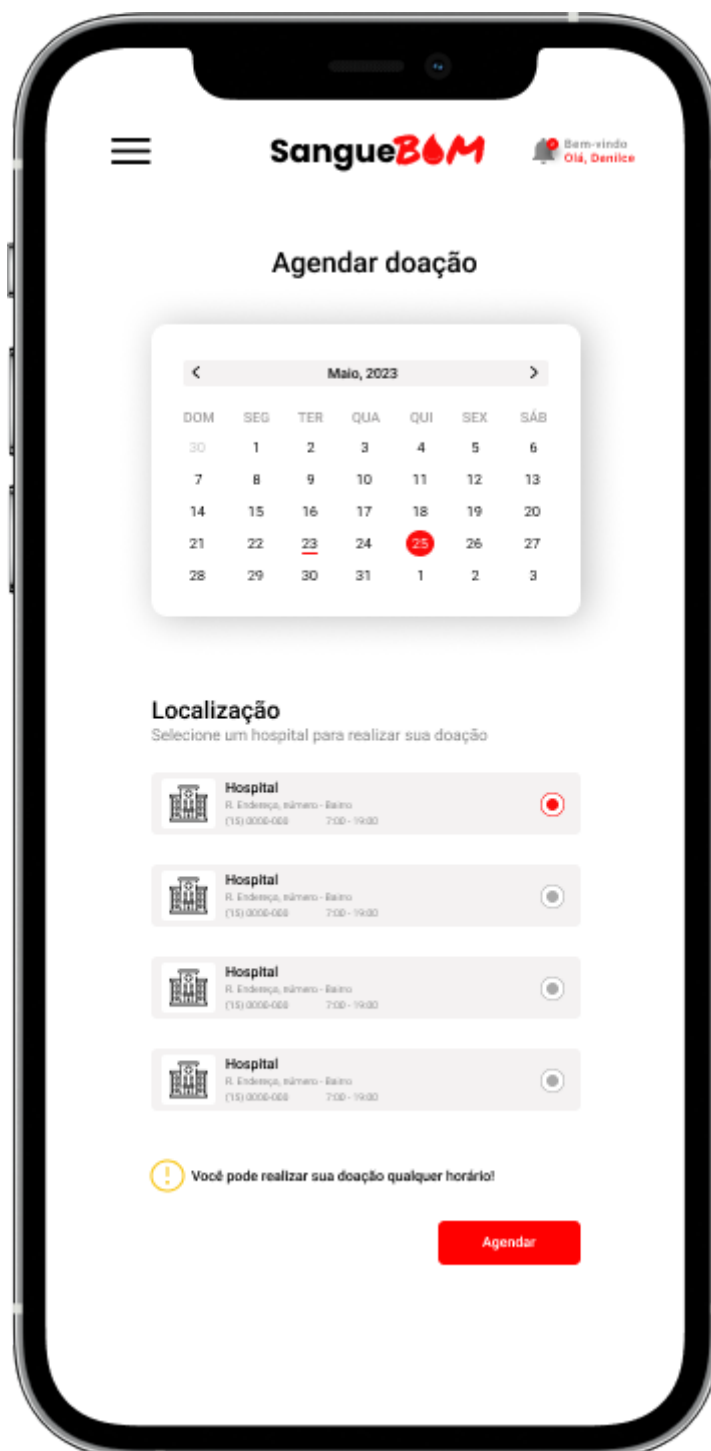 SangueBOM
Bem-vindo
Olá, Denilce
Agendar doação
Maio, 2023
DOM SEG TER QUA QUI SEX SÁB
30 1 2 3 4 5 6
7 8 9 10 11 12 13
14 15 16 17 18 19 20
21 22 23 24 25 26 27
28 29 30 31 1 2 3
Localização
Selecione um hospital para realizar sua doação
Hospital
R. Endereço, número - Bairro
(15) 0000-000 7:00 - 19:00
Hospital
R. Endereço, número - Bairro
(15) 0000-000 7:00 - 19:00
Hospital
R. Endereço, número - Bairro
(15) 0000-000 7:00 - 19:00
Hospital
R. Endereço, número - Bairro
(15) 0000-000 7:00 - 19:00
Você pode realizar sua doação qualquer horário!
Agendar